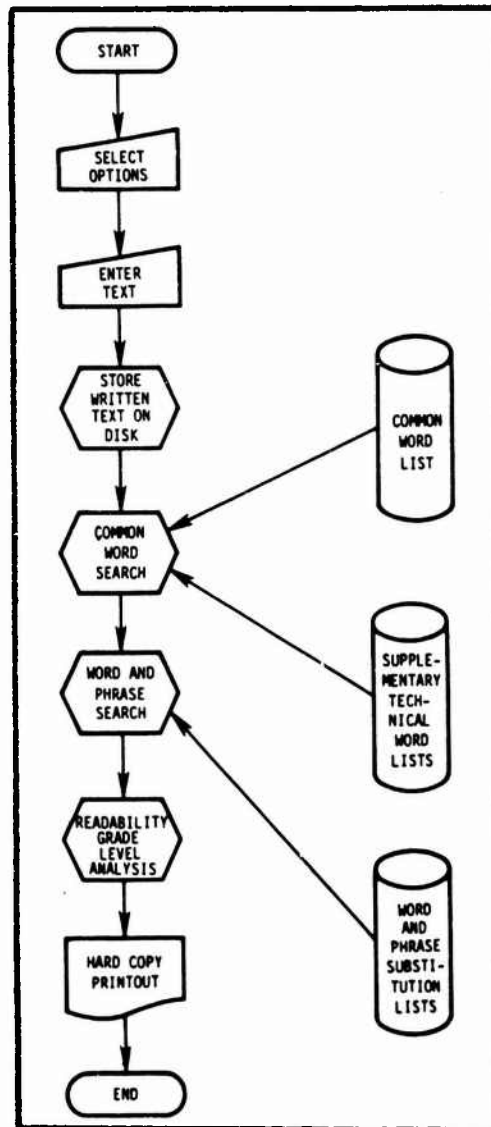 START
SELECT
OPTIONS
ENTER
TEXT
STORE
WRITTEN
TEXT ON
DISK
COMMON
WORD
SEARCH
WORD AND
PHRASE
SEARCH
READABILITY
GRADE
LEVEL
ANALYSIS
HARD COPY
PRINTOUT
END
COMMON
WORD
LIST
SUPPLE-
MENTARY
TECH-
NICAL
WORD
LISTS
WORD
AND
PHRASE
SUBSTI-
TUTION
LISTS